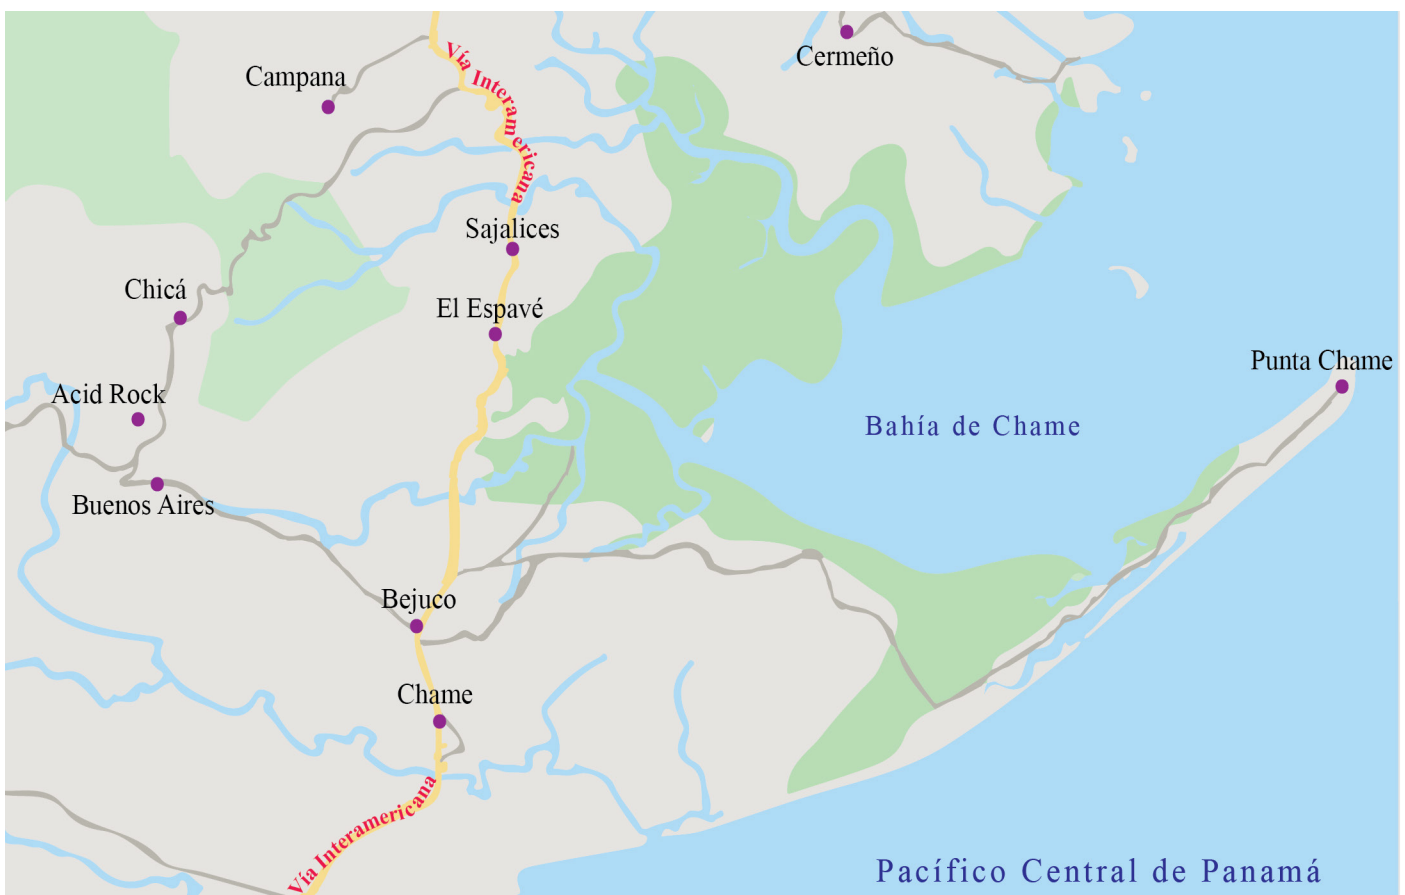 Cermeño
Vía Interamericana
Campana
Sajalices
Chicá
El Espavé
Punta Chame
Acid Rock
Bahía de Chame
Buenos Aires
Bejuco
Chame
Vía Interamericana
Pacífico Central de Panamá